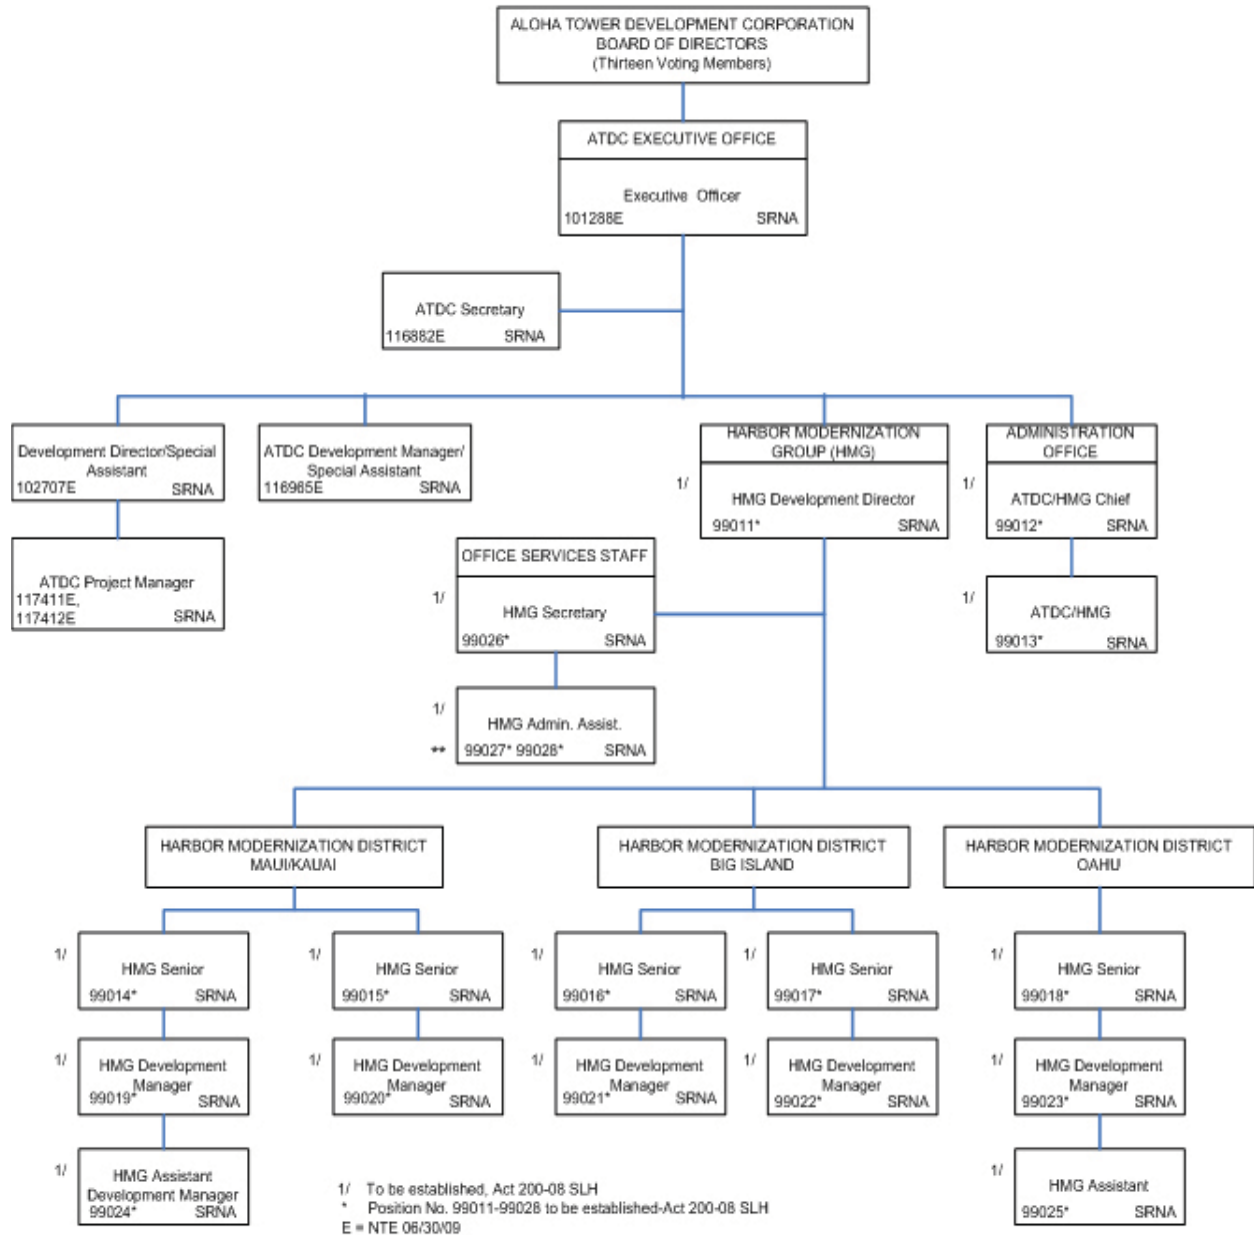 ALOHA TOWER DEVELOPMENT CORPORATION
BOARD OF DIRECTORS
(Thirteen Voting Members)
ATDC EXECUTIVE OFFICE
Executive Officer
101288E SRNA
ATDC Secretary
116882E SRNA
Development Director/Special
Assistant
102707E SRNA
ATDC Development Manager/
Special Assistant
116965E SRNA
HARBOR MODERNIZATION
GROUP (HMG)
1/
HMG Development Director
99011* SRNA
ADMINISTRATION
OFFICE
1/
ATDC/HMG Chief
99012* SRNA
ATDC Project Manager
117411E,
117412E SRNA
OFFICE SERVICES STAFF
1/
HMG Secretary
99026* SRNA
1/
ATDC/HMG
99013* SRNA
1/
HMG Admin. Assist.
** 99027* 99028* SRNA
HARBOR MODERNIZATION DISTRICT
MAUI/KAUAI
HARBOR MODERNIZATION DISTRICT
BIG ISLAND
HARBOR MODERNIZATION DISTRICT
OAHU
1/
HMG Senior
99014* SRNA
1/
HMG Senior
99015* SRNA
1/
HMG Senior
99016* SRNA
1/
HMG Senior
99017* SRNA
1/
HMG Senior
99018* SRNA
1/
HMG Development
Manager
99019* SRNA
1/
HMG Development
Manager
99020* SRNA
1/
HMG Development
Manager
99021* SRNA
1/
HMG Development
Manager
99022* SRNA
1/
HMG Development
Manager
99023* SRNA
1/
HMG Assistant
Development Manager
99024* SRNA
1/
HMG Assistant
99025* SRNA
1/ To be established, Act 200-08 SLH
* Position No. 99011-99028 to be established-Act 200-08 SLH
E = NTE 06/30/09